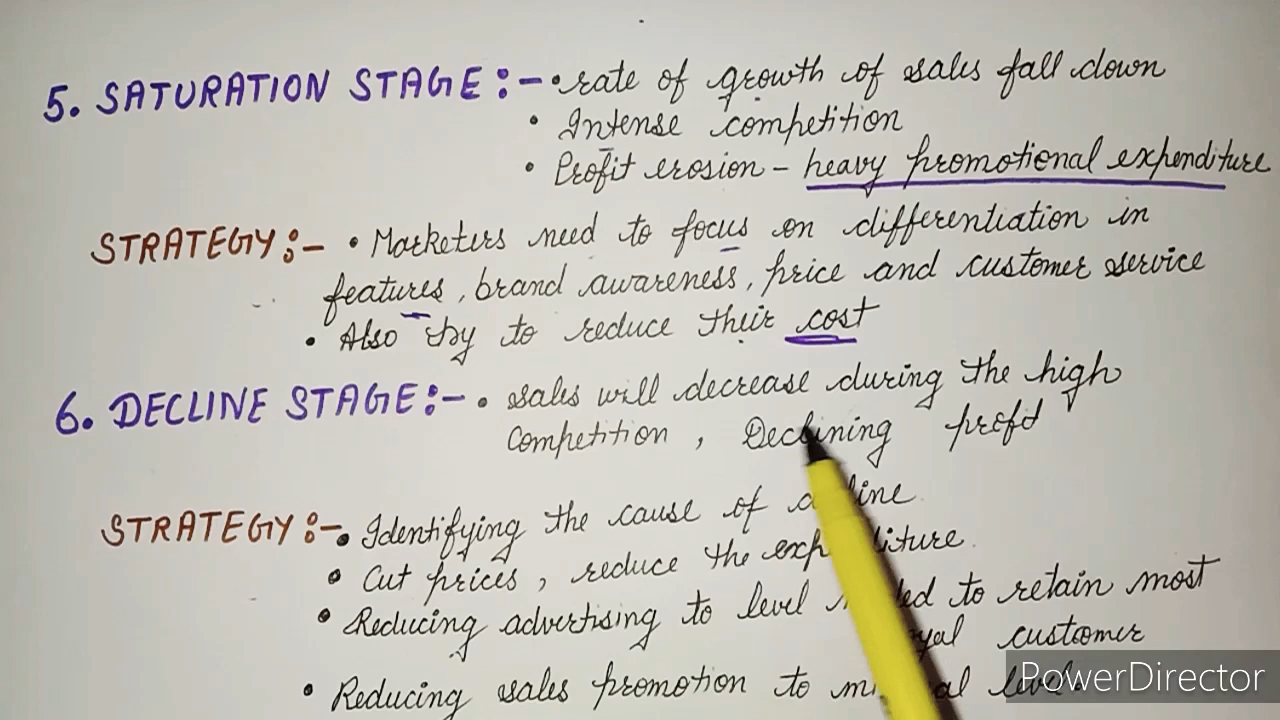 5. SATURATION STAGE :- • rate of growth of sales fall down
• Intense competition
• Profit erosion - heavy promotional expenditure
STRATEGY :- • Marketers need to focus on differentiation in
features, brand awareness, price and customer service
• Also try to reduce their cost
6. DECLINE STAGE :- • sales will decrease during the high
competition, Declining profit
STRATEGY :- • Identifying the cause of
• Cut prices, reduce the
• Reducing advertising to level to retain most
customer
• Reducing sales promotion to
PowerDirector